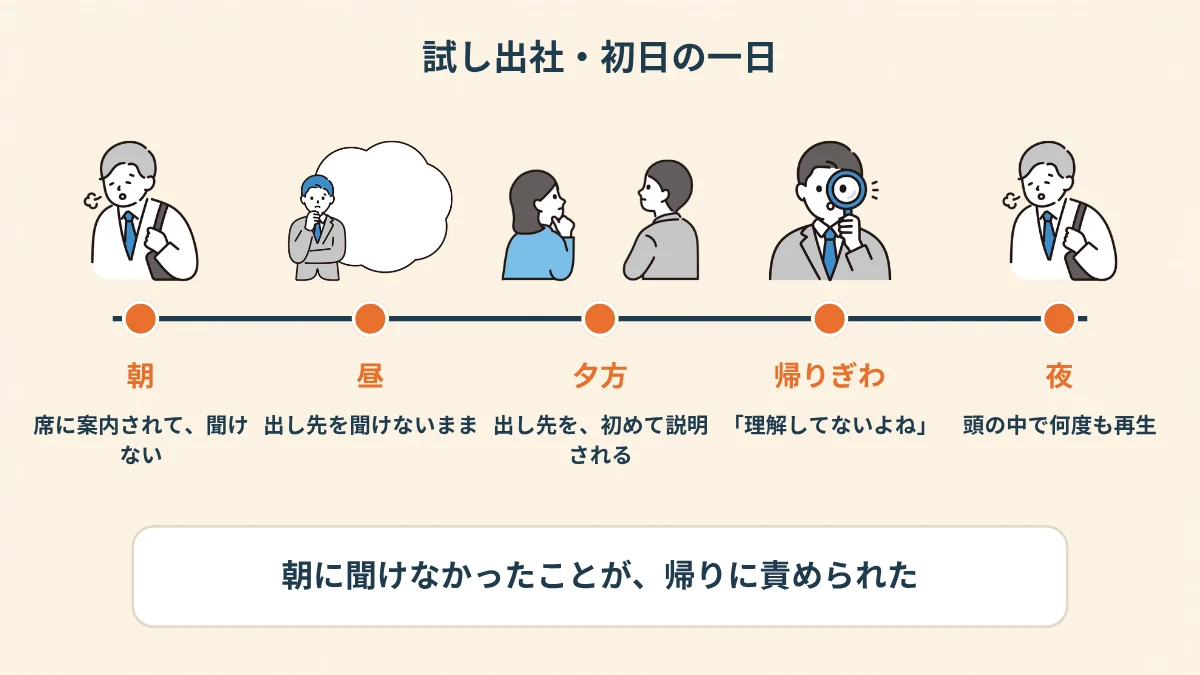 試し出社・初日の一日
朝
席に案内されて、聞け
ない
昼
出し先を聞けないまま
夕方
出し先を、初めて説明
される
帰りぎわ
「理解してないよね」
夜
頭の中で何度も再生
朝に聞けなかったことが、帰りに責められた